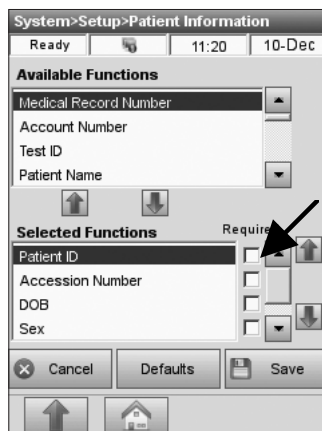 System>Setup>Patient Information
Ready 11:20 10-Dec
Available Functions
Medical Record Number
Account Number
Test ID
Patient Name
Selected Functions Require
Patient ID
Accession Number
DOB
Sex
Cancel Defaults Save